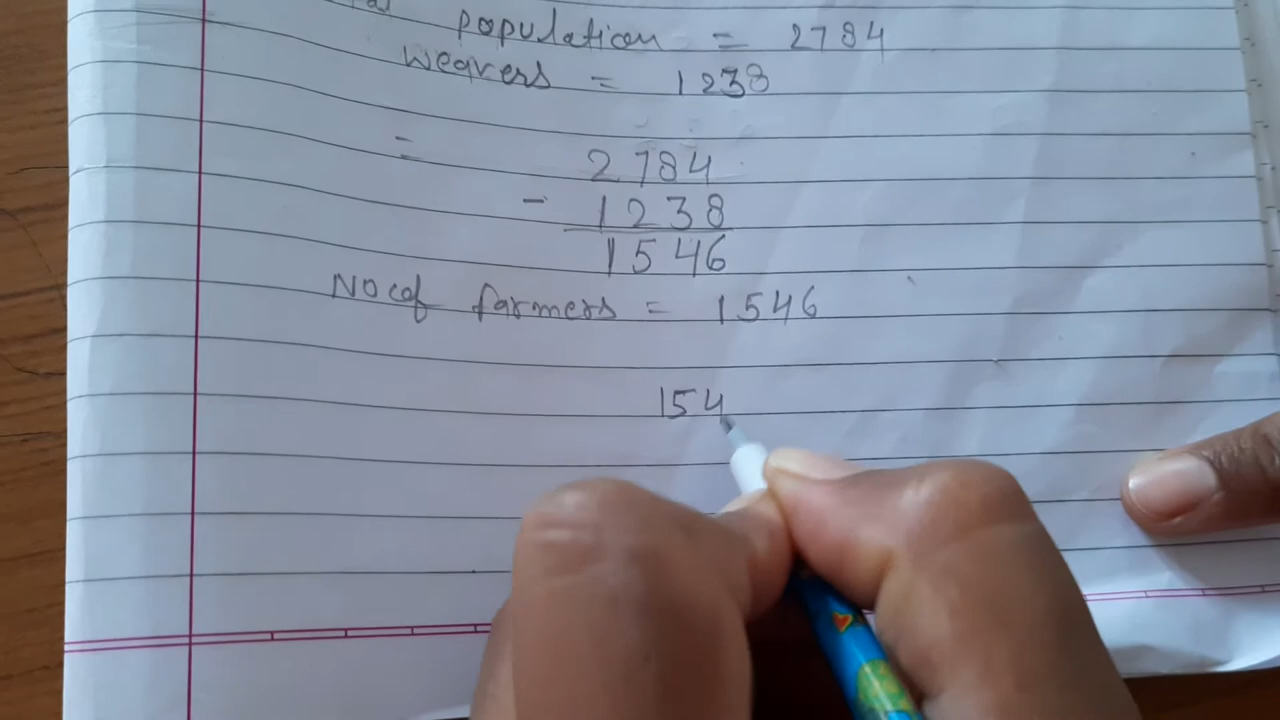 population = 2784
Weavers = 1238
=
2784
- 1238
1546
No of farmers = 1546
154